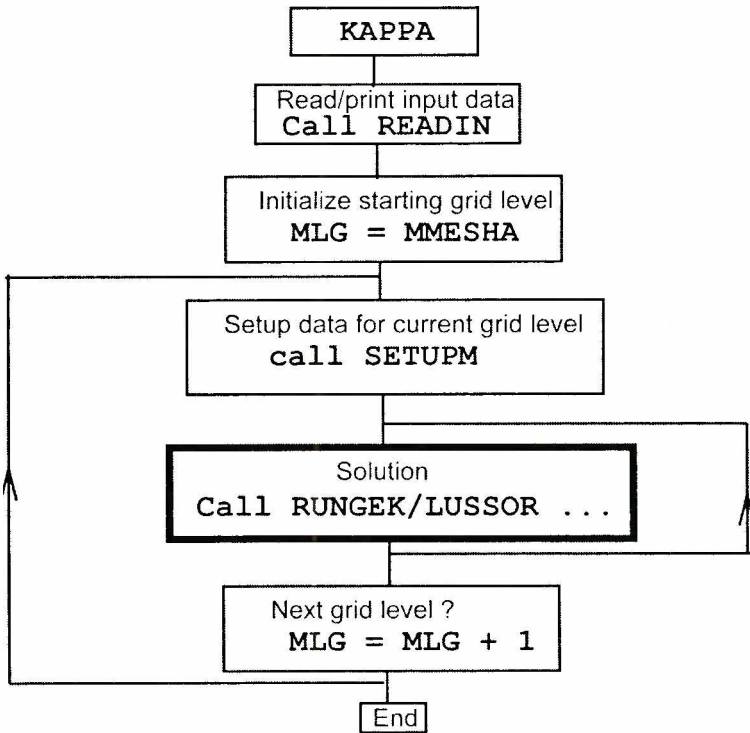 KAPPA
Read/print input data
Call READIN
Initialize starting grid level
MLG = MMESHA
Setup data for current grid level
call SETUPM
Solution
Call RUNGEK/LUSSOR ...
Next grid level ?
MLG = MLG + 1
End